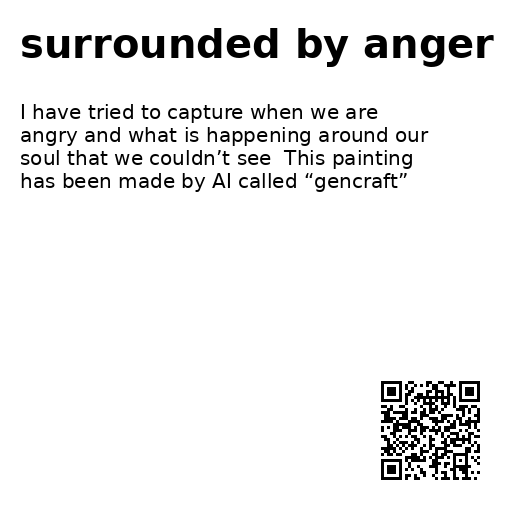 surrounded by anger
I have tried to capture when we are
angry and what is happening around our
soul that we couldn’t see  This painting
has been made by AI called “gencraft”